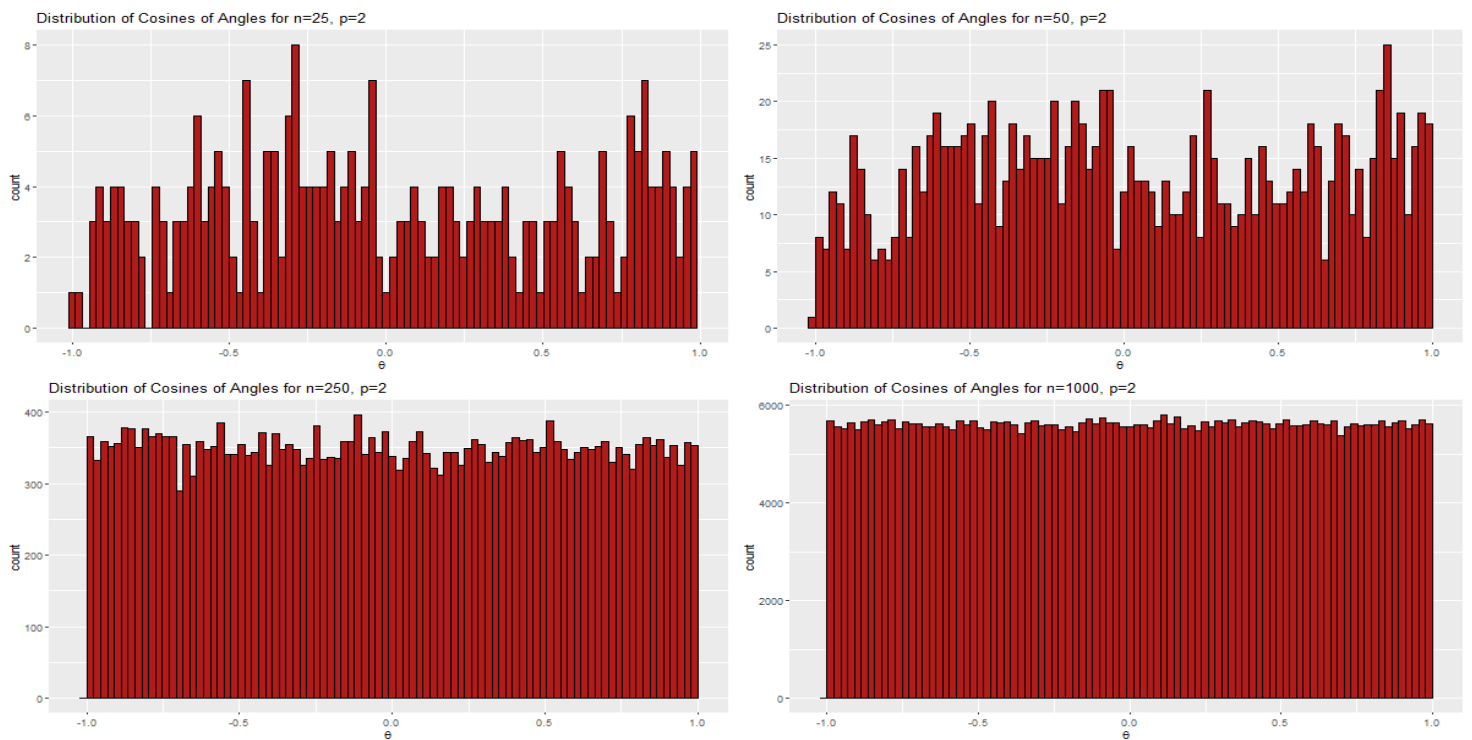 Distribution of Cosines of Angles for n=25, p=2
8
6
4
2
0
count
-1.0 -0.5 0.0 0.5 1.0
θ
Distribution of Cosines of Angles for n=50, p=2
25
20
15
10
5
0
count
-1.0 -0.5 0.0 0.5 1.0
θ
Distribution of Cosines of Angles for n=250, p=2
400
300
200
100
0
count
-1.0 -0.5 0.0 0.5 1.0
θ
Distribution of Cosines of Angles for n=1000, p=2
6000
4000
2000
0
count
-1.0 -0.5 0.0 0.5 1.0
θ